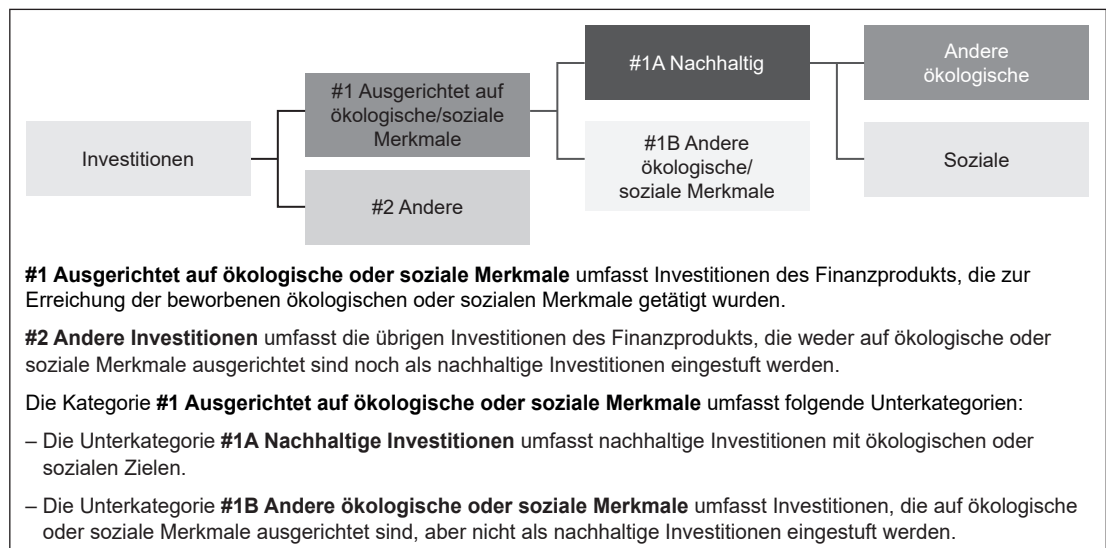 Investitionen
#1 Ausgerichtet auf
ökologische/soziale
Merkmale
#2 Andere
#1A Nachhaltig
#1B Andere
ökologische/
soziale Merkmale
Andere
ökologische
Soziale
#1 Ausgerichtet auf ökologische oder soziale Merkmale umfasst Investitionen des Finanzprodukts, die zur
Erreichung der beworbenen ökologischen oder sozialen Merkmale getätigt wurden.
#2 Andere Investitionen umfasst die übrigen Investitionen des Finanzprodukts, die weder auf ökologische oder
soziale Merkmale ausgerichtet sind noch als nachhaltige Investitionen eingestuft werden.
Die Kategorie #1 Ausgerichtet auf ökologische oder soziale Merkmale umfasst folgende Unterkategorien:
– Die Unterkategorie #1A Nachhaltige Investitionen umfasst nachhaltige Investitionen mit ökologischen oder
sozialen Zielen.
– Die Unterkategorie #1B Andere ökologische oder soziale Merkmale umfasst Investitionen, die auf ökologische
oder soziale Merkmale ausgerichtet sind, aber nicht als nachhaltige Investitionen eingestuft werden.